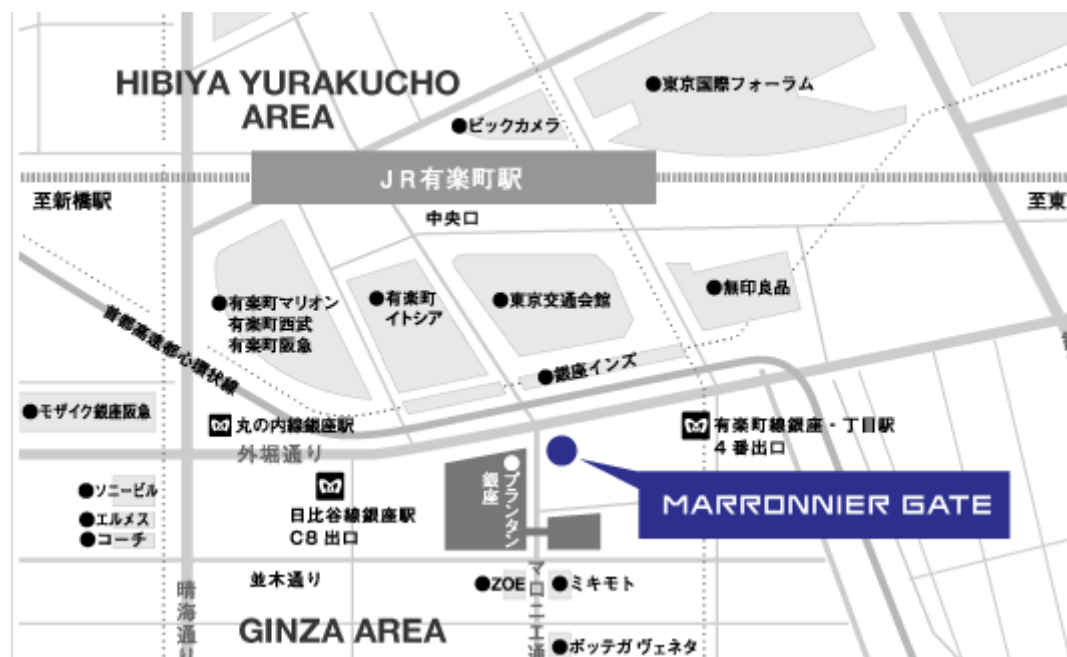 HIBIYA YURAKUCHO
AREA
●東京国際フォーラム
●ビックカメラ
JR有楽町駅
至新橋駅
中央口
至東
●有楽町マリオン
有楽町西武
有楽町阪急
●有楽町
イトシア
●東京交通会館
●無印良品
首都高速都心環状線
●銀座インズ
●モザイク銀座阪急
丸の内線銀座駅
外堀通り
有楽町線銀座・丁目駅
4番出口
●プランタン
銀座
MARRONNIER GATE
●ソニービル
●エルメス
●コーチ
日比谷線銀座駅
C8出口
並木通り
晴海通り
●ZOE
マロニエ通
●ミキモト
GINZA AREA
●ボッテガ ヴェネタ